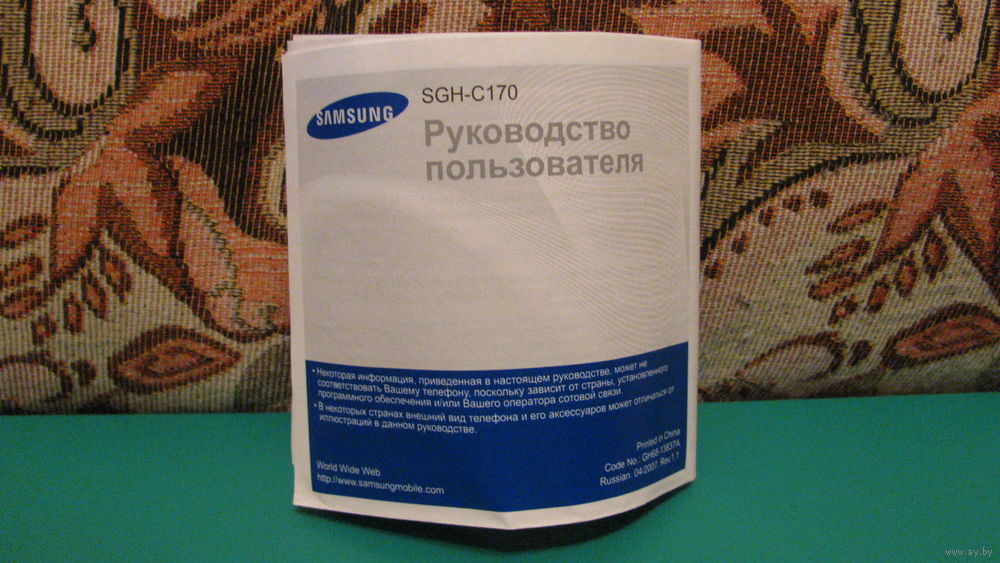 SAMSUNG
SGH-C170
Руководство
пользователя
• Некоторая информация, приведенная в настоящем руководстве, может не
соответствовать Вашему телефону, поскольку зависит от страны, установленного
программного обеспечения и/или Вашего оператора сотовой связи.
• В некоторых странах внешний вид телефона и его аксессуаров может отличаться от
иллюстраций в данном руководстве.
World Wide Web
http://www.samsungmobile.com
Printed in China
Code No.: GH68-13637A
Russian. 04/2007. Rev.1.1
www.ay.by